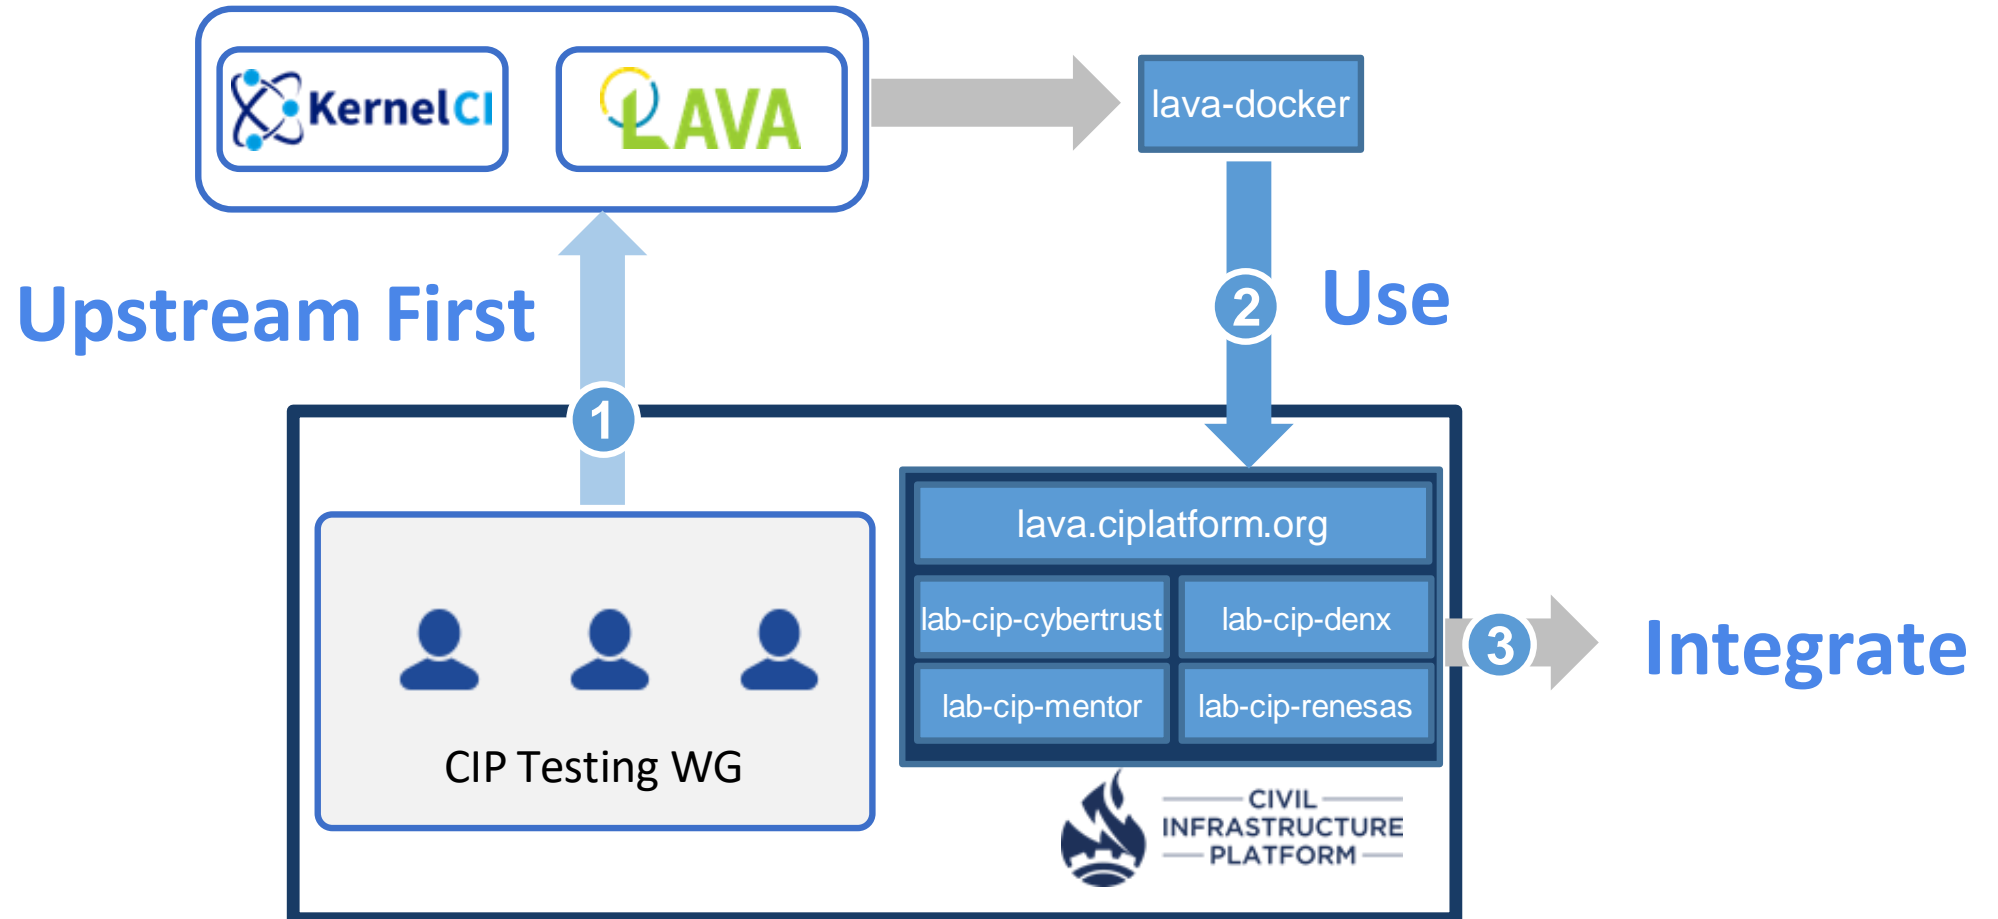 KernelCI
LAVA
lava-docker
Upstream First
2
Use
1
lava.ciplatform.org
lab-cip-cybertrust
lab-cip-denx
3
Integrate
lab-cip-mentor
lab-cip-renesas
CIP Testing WG
CIVIL
INFRASTRUCTURE
PLATFORM